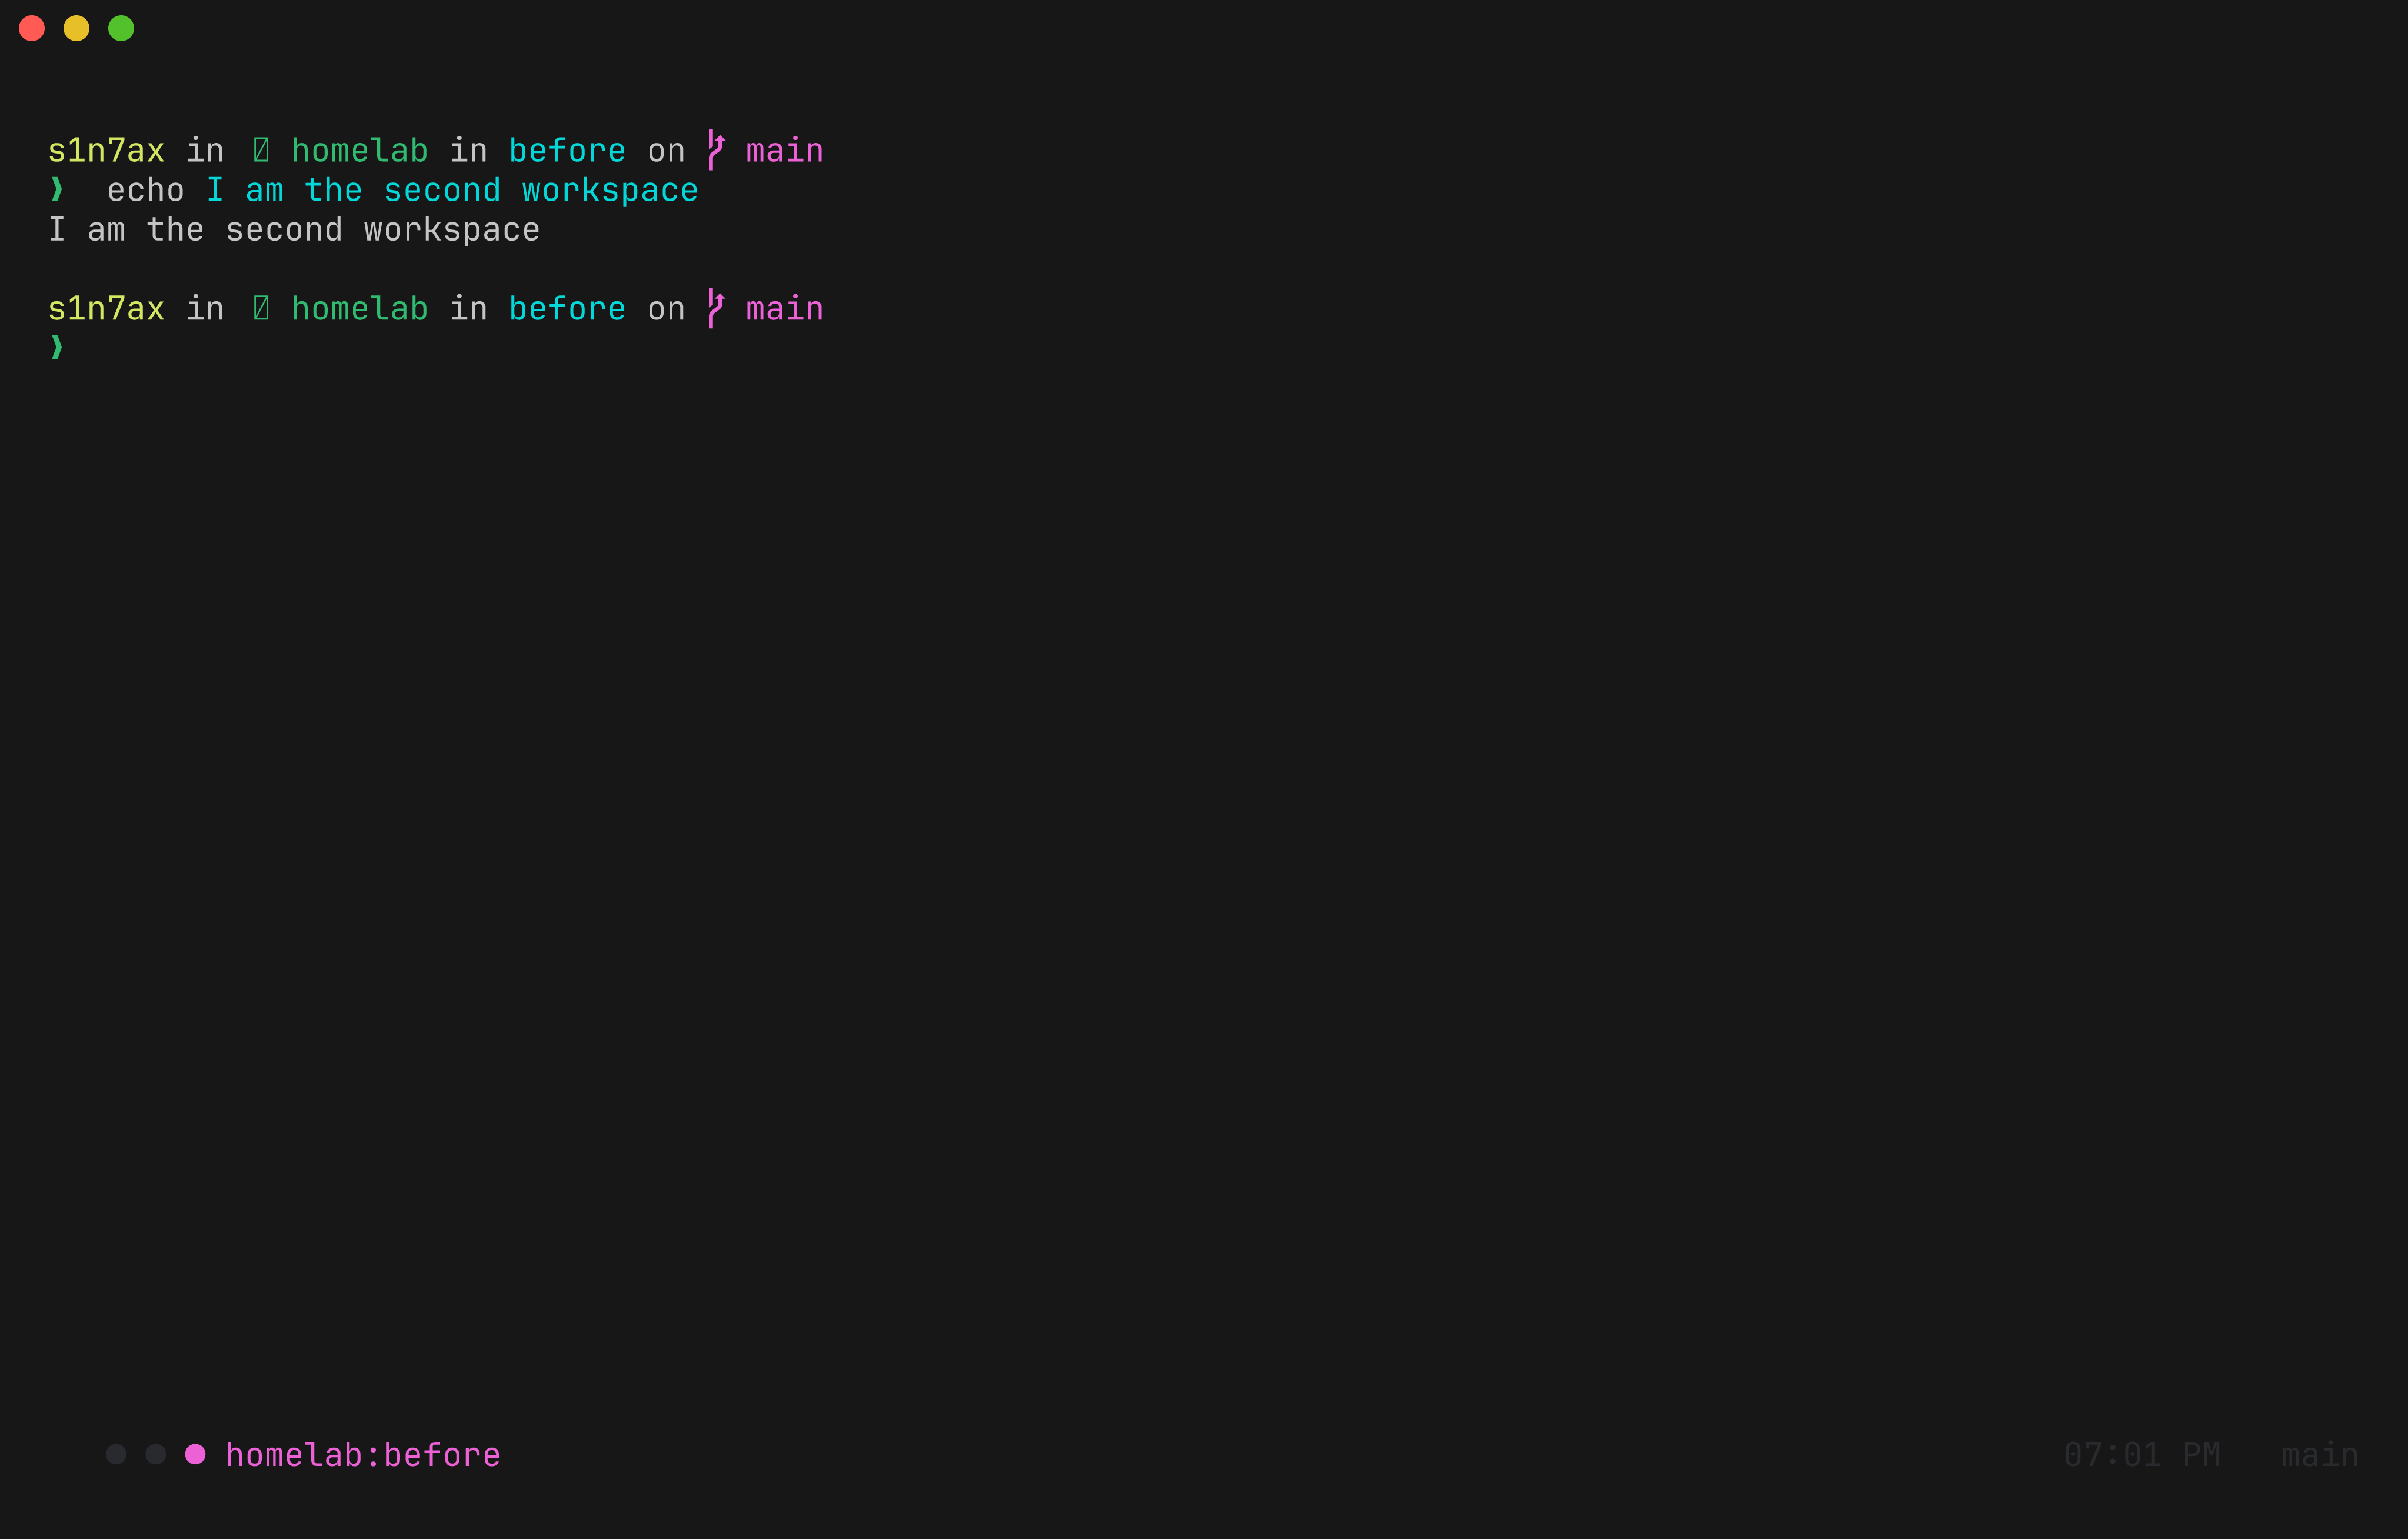 s1n7ax in homelab in before on main
❯ echo I am the second workspace
I am the second workspace
s1n7ax in homelab in before on main
❯
homelab:before
07:01 PM main